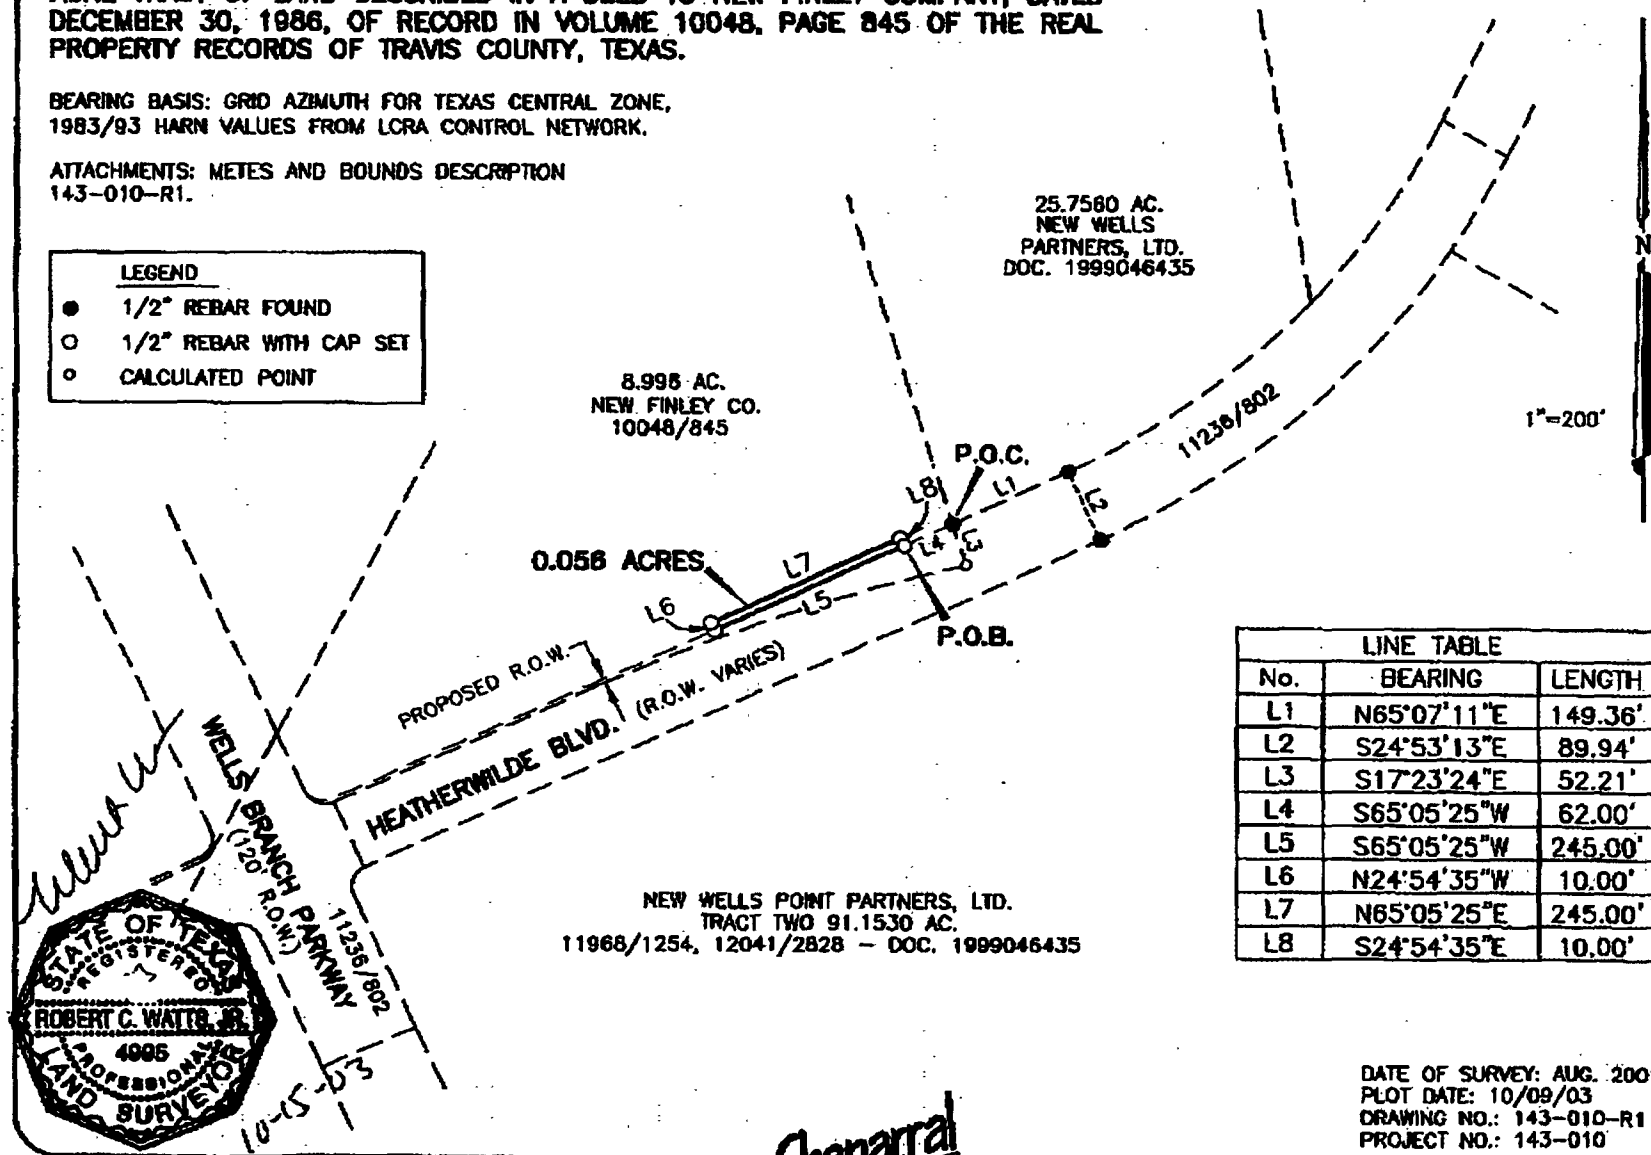 DECEMBER 30, 1986, OF RECORD IN VOLUME 10048, PAGE 845 OF THE REAL
PROPERTY RECORDS OF TRAVIS COUNTY, TEXAS.
BEARING BASIS: GRID AZIMUTH FOR TEXAS CENTRAL ZONE,
1983/93 HARN VALUES FROM LCRA CONTROL NETWORK.
ATTACHMENTS: METES AND BOUNDS DESCRIPTION
143-010-R1.
LEGEND
1/2" REBAR FOUND
1/2" REBAR WITH CAP SET
CALCULATED POINT
25.7560 AC.
NEW WELLS
PARTNERS, LTD.
DOC. 1999046435
N
1"=200'
8.998 AC.
NEW FINLEY CO.
10048/845
11236/802
P.O.C.
L1
L2
L8
L4
L3
0.056 ACRES
L7
L5
L6
P.O.B.
PROPOSED R.O.W.
(R.O.W. VARIES)
HEATHERWILDE BLVD.
WELLS BRANCH PARKWAY
(120' R.O.W.)
11236/802
NEW WELLS POINT PARTNERS, LTD.
TRACT TWO 91.1530 AC.
11968/1254, 12041/2828 - DOC. 1999046435
LINE TABLE
No. BEARING LENGTH
L1 N65°07'11"E 149.36'
L2 S24°53'13"E 89.94'
L3 S17°23'24"E 52.21'
L4 S65°05'25"W 62.00'
L5 S65°05'25"W 245.00'
L6 N24°54'35"W 10.00'
L7 N65°05'25"E 245.00'
L8 S24°54'35"E 10.00'
STATE OF TEXAS
REGISTERED
ROBERT C. WATTS, JR.
4995
PROFESSIONAL
LAND SURVEYOR
10-15-03
Chaparral
DATE OF SURVEY: AUG. 200
PLOT DATE: 10/09/03
DRAWING NO.: 143-010-R1
PROJECT NO.: 143-010